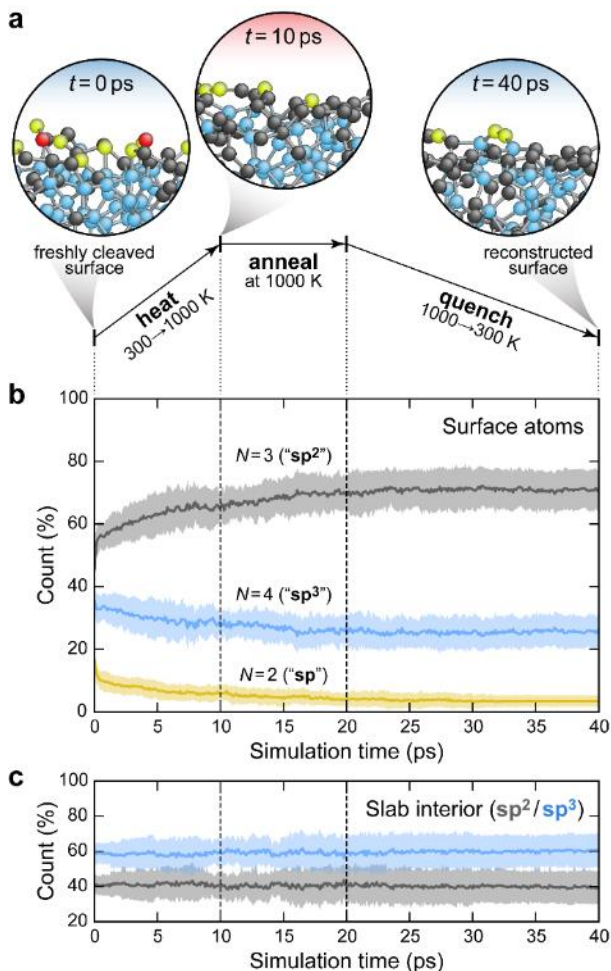 a
t = 0 ps
t = 10 ps
t = 40 ps
freshly cleaved
surface
heat
300→1000 K
anneal
at 1000 K
quench
1000→300 K
reconstructed
surface
b
Surface atoms
N = 3 ("sp²")
N = 4 ("sp³")
N = 2 ("sp")
Count (%)
100
80
60
40
20
0
0 5 10 15 20 25 30 35 40
Simulation time (ps)
c
Slab interior (sp²/sp³)
Count (%)
100
80
60
40
20
0 5 10 15 20 25 30 35 40
Simulation time (ps)